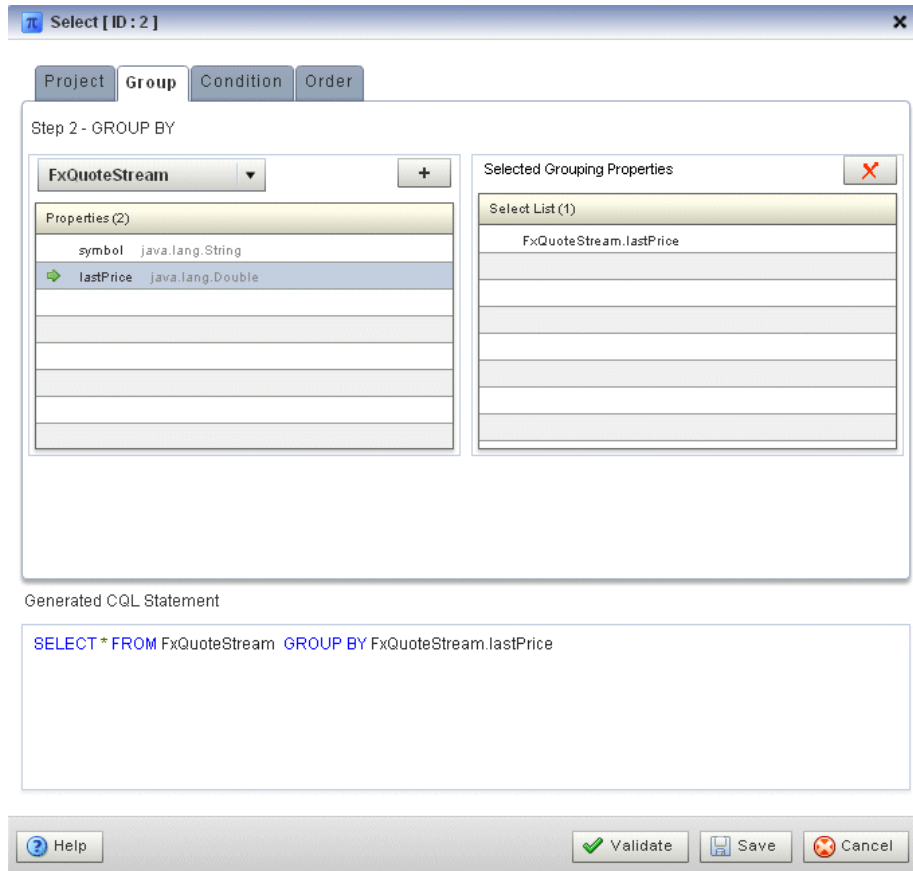 π Select [ ID : 2 ]
Project Group Condition Order
Step 2 - GROUP BY
FxQuoteStream +
Properties (2)
symbol java.lang.String
lastPrice java.lang.Double
Selected Grouping Properties
Select List (1)
FxQuoteStream.lastPrice
Generated CQL Statement
SELECT * FROM FxQuoteStream GROUP BY FxQuoteStream.lastPrice
? Help Validate Save Cancel